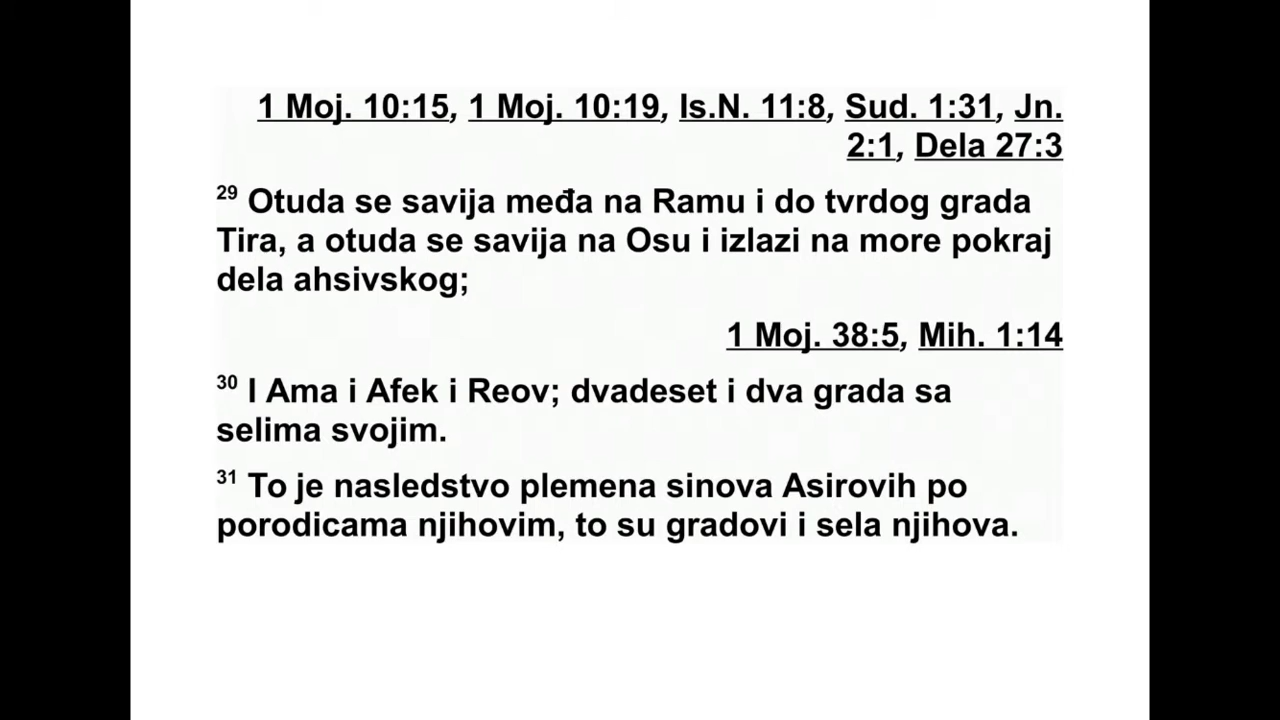 1 Moj. 10:15, 1 Moj. 10:19, Is.N. 11:8, Sud. 1:31, Jn.
2:1, Dela 27:3
29 Otuda se savija međa na Ramu i do tvrdog grada
Tira, a otuda se savija na Osu i izlazi na more pokraj
dela ahsivskog;
1 Moj. 38:5, Mih. 1:14
30 I Ama i Afek i Reov; dvadeset i dva grada sa
selima svojim.
31 To je nasledstvo plemena sinova Asirovih po
porodicama njihovim, to su gradovi i sela njihova.